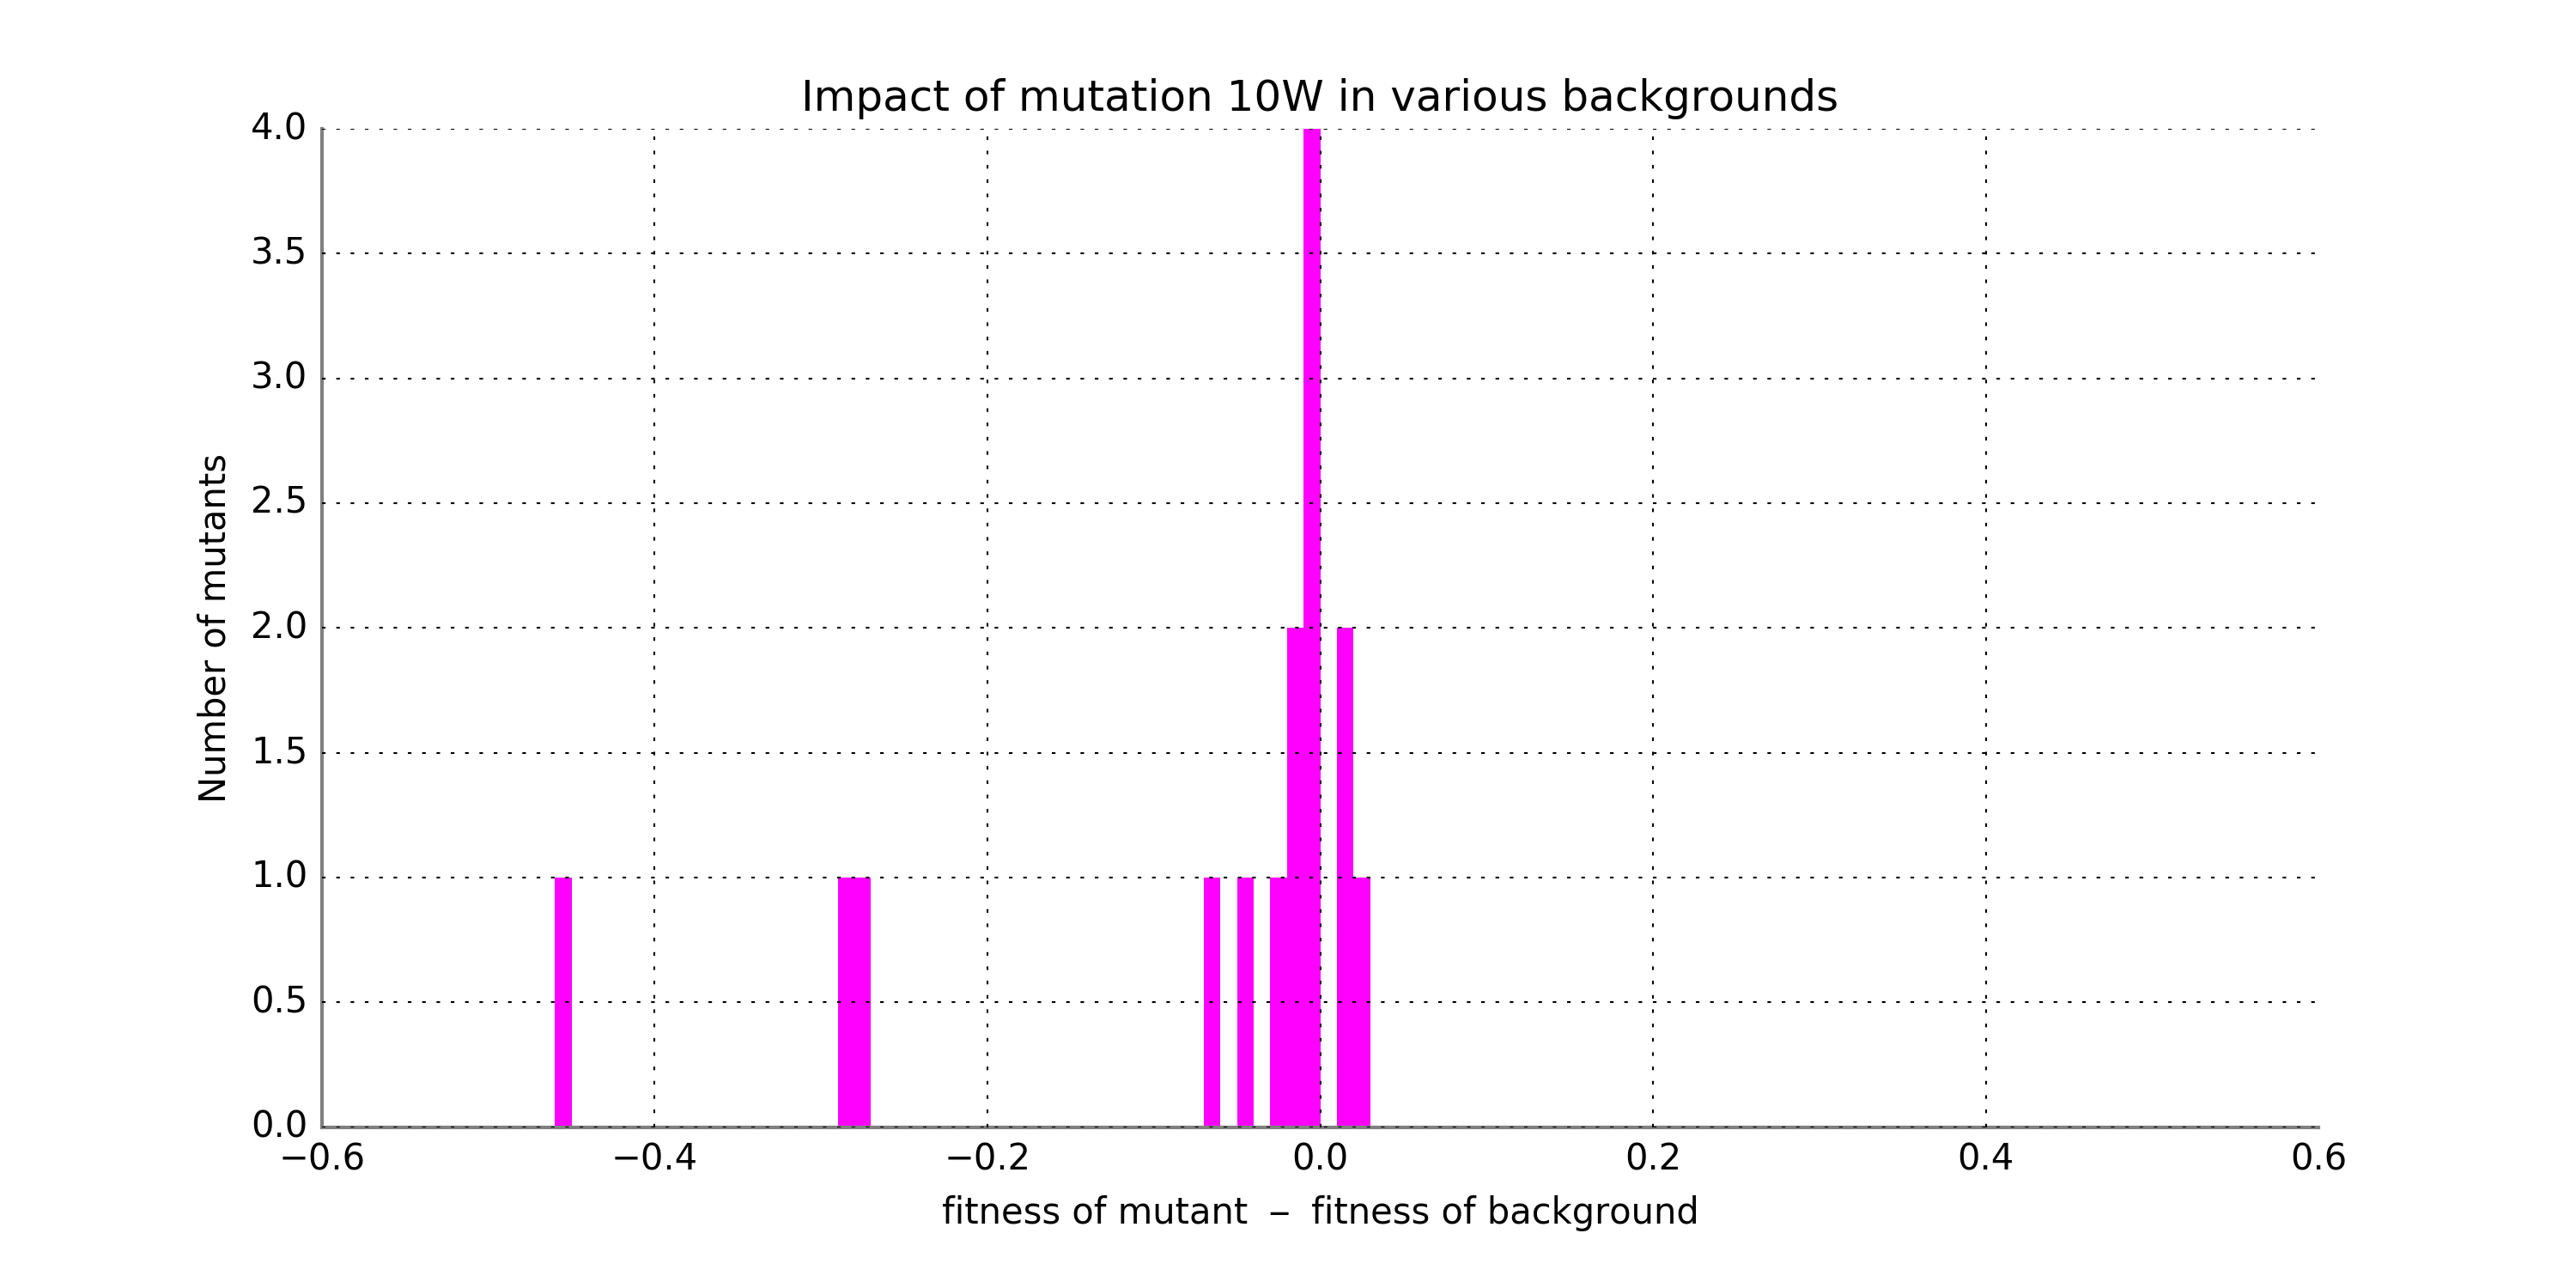 Impact of mutation 10W in various backgrounds
4.0
3.5
3.0
2.5
2.0
1.5
1.0
0.5
0.0
Number of mutants
−0.6 −0.4 −0.2 0.0 0.2 0.4 0.6
fitness of mutant − fitness of background